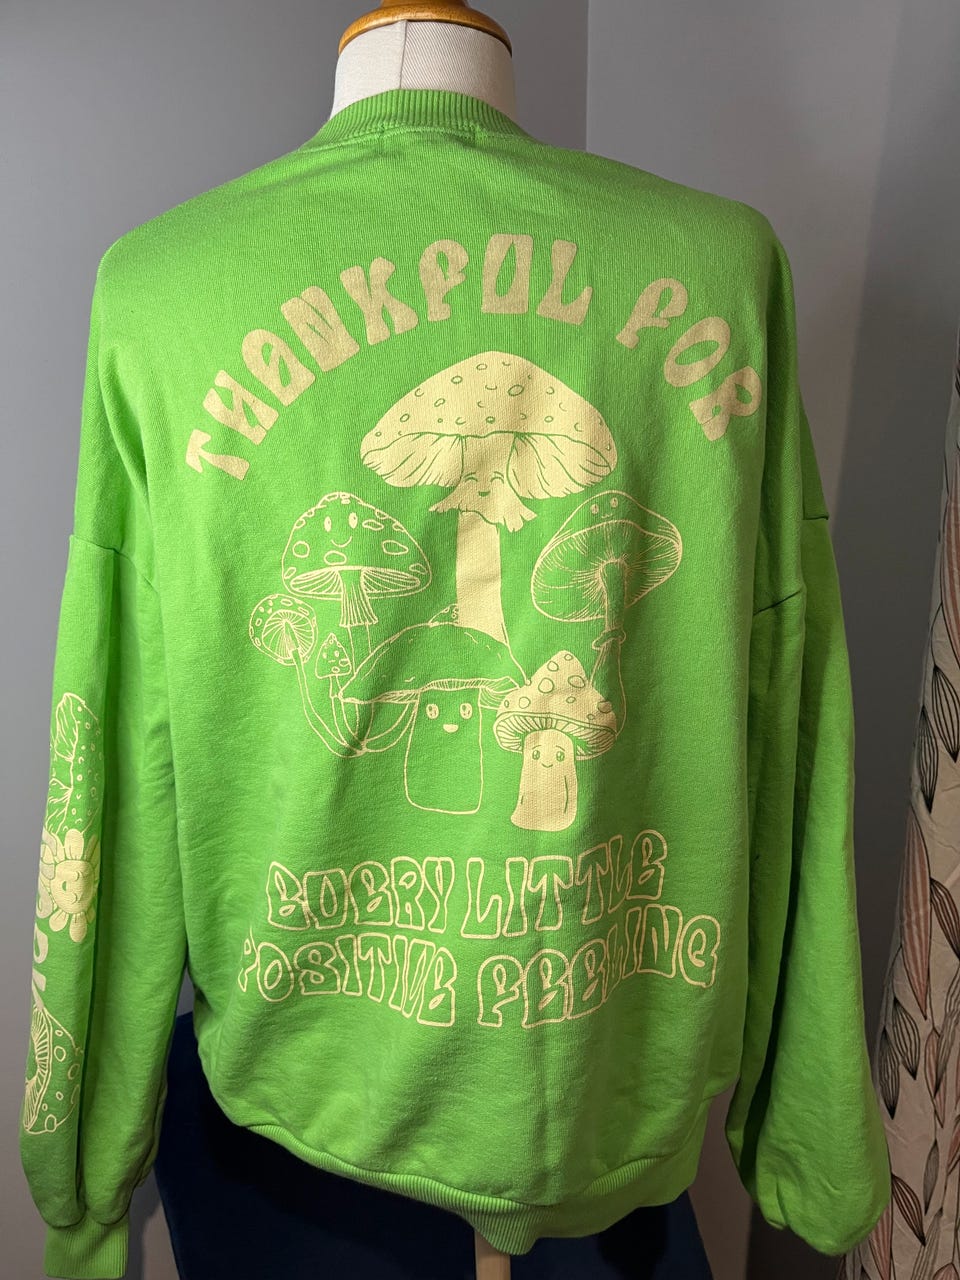 THANKFUL FOR
EVERY LITTLE
POSITIVE FEELING